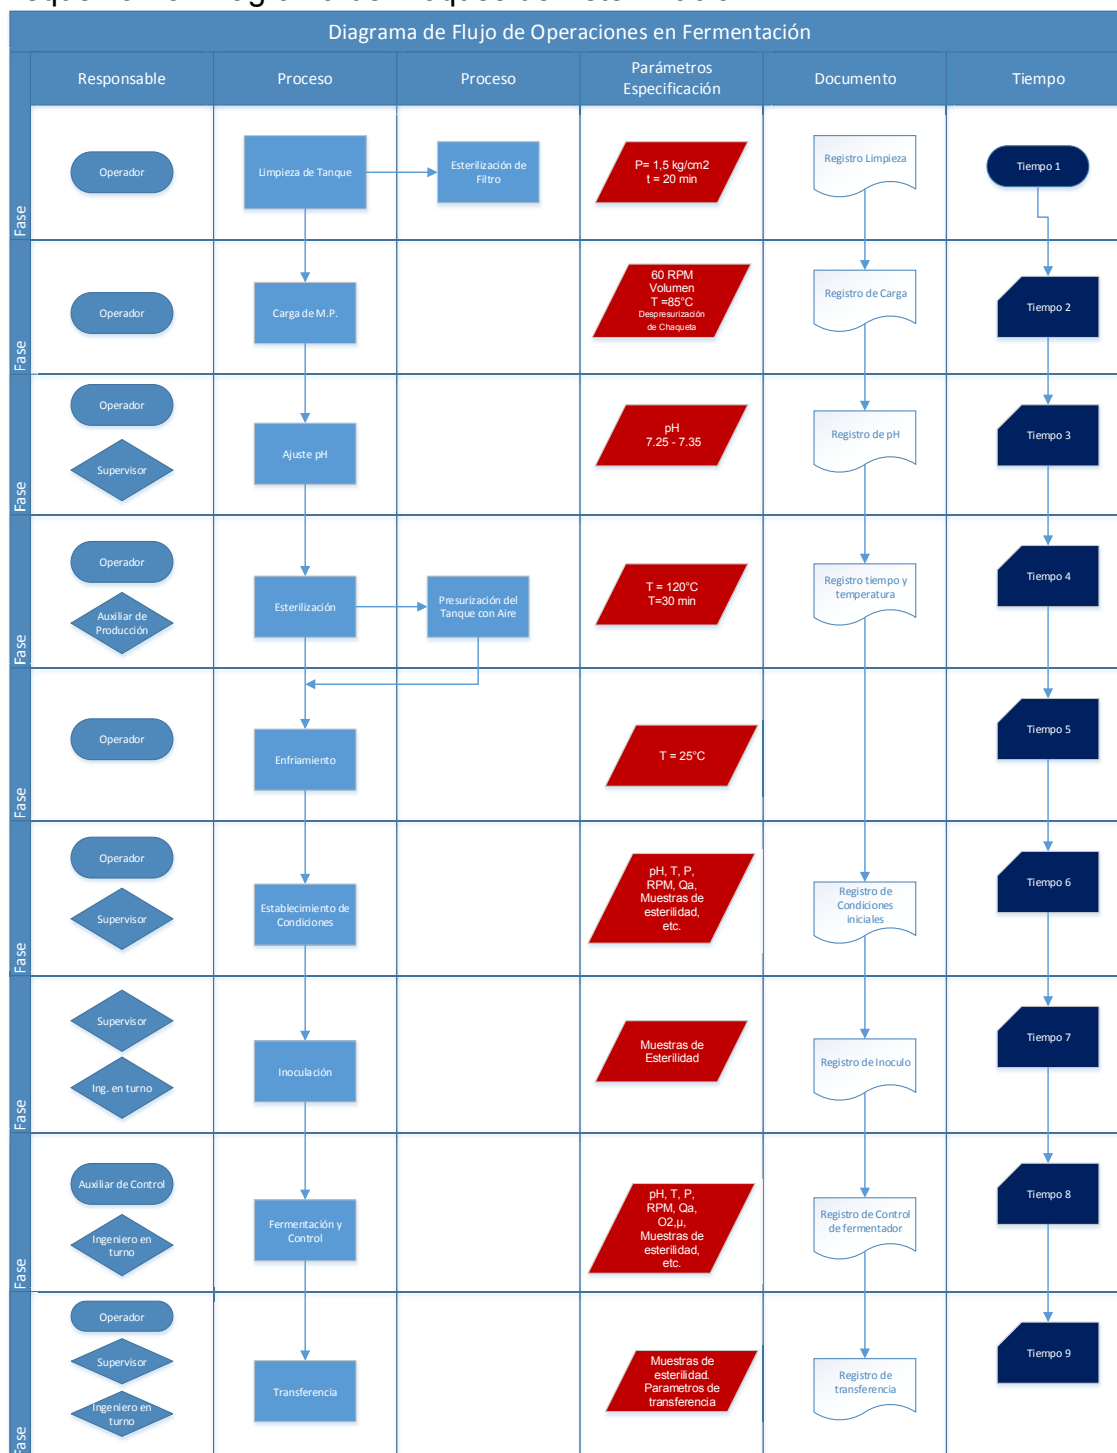 Diagrama de Flujo de Operaciones en Fermentación
Responsable
Proceso
Proceso
Parámetros
Especificación
Documento
Tiempo
Fase
Operador
Limpieza de Tanque
Esterilización de
Filtro
P= 1,5 kg/cm2
t = 20 min
Registro Limpieza
Tiempo 1
Fase
Operador
Carga de M.P.
60 RPM
Volumen
T =85°C
Despresurización
de Chaqueta
Registro de Carga
Tiempo 2
Fase
Operador
Supervisor
Ajuste pH
pH
7.25 - 7.35
Registro de pH
Tiempo 3
Fase
Operador
Auxiliar de
Producción
Esterilización
Presurización del
Tanque con Aire
T = 120°C
T=30 min
Registro tiempo y
temperatura
Tiempo 4
Fase
Operador
Enfriamiento
T = 25°C
Tiempo 5
Fase
Operador
Supervisor
Establecimiento de
Condiciones
pH, T, P,
RPM, Qa,
Muestras de
esterilidad,
etc.
Registro de
Condiciones
iniciales
Tiempo 6
Fase
Supervisor
Ing. en turno
Inoculación
Muestras de
Esterilidad
Registro de Inoculo
Tiempo 7
Fase
Auxiliar de Control
Ingeniero en
turno
Fermentación y
Control
pH, T, P,
RPM, Qa,
O2,µ,
Muestras de
esterilidad,
etc.
Registro de Control
de fermentador
Tiempo 8
Fase
Operador
Supervisor
Ingeniero en
turno
Transferencia
Muestras de
esterilidad.
Parametros de
transferencia
Registro de
transferencia
Tiempo 9
Fase